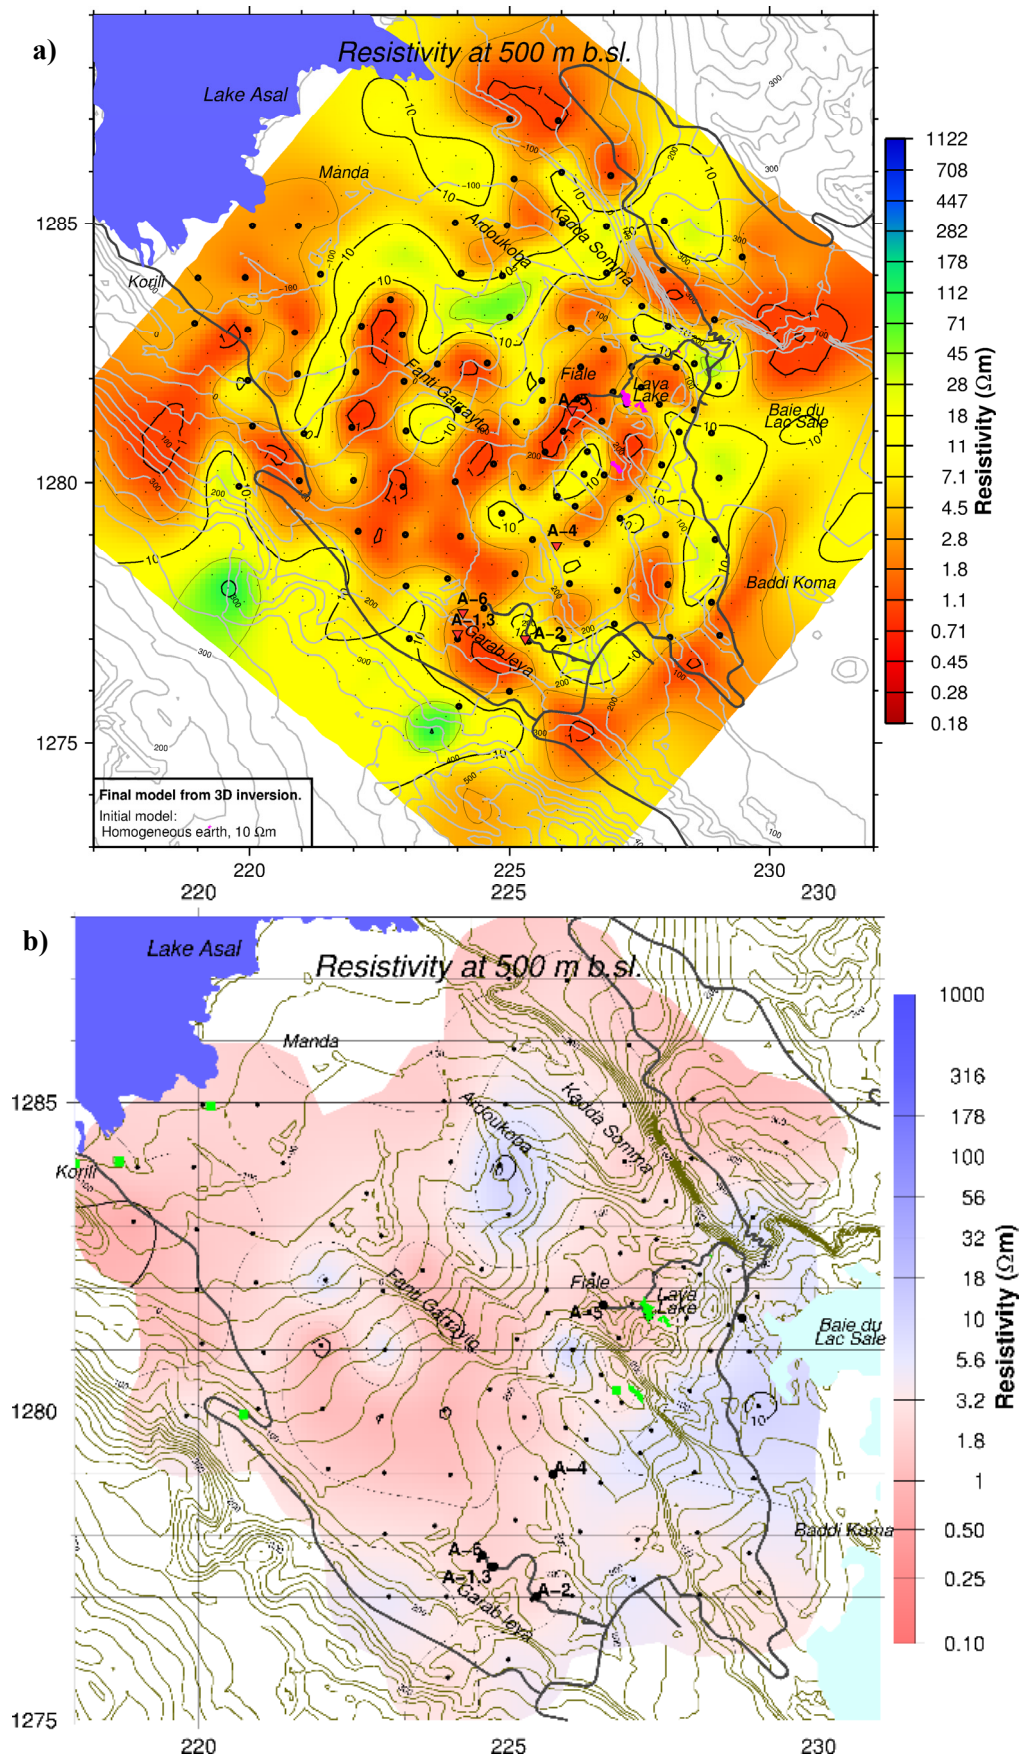 a)
Resistivity at 500 m b.sl.
Lake Asal
Manda
Ardoukoba
Kadda Somma
Korili
Fanti Garrayto
Fiale
Lava
Lake
A-5
Baie du
Lac Sale
A-4
Baddi Koma
A-6
A-1,3
A-2
Garab leya
1285
1280
1275
220
225
230
Final model from 3D inversion.
Initial model:
Homogeneous earth, 10 Ωm
1122
708
447
282
178
112
71
45
28
18
11
7.1
4.5
2.8
1.8
1.1
0.71
0.45
0.28
0.18
Resistivity (Ωm)
220
225
230
b)
Lake Asal
Resistivity at 500 m b.sl.
Manda
Ardoukoba
Kadda Somma
Korili
Fanti Garrayto
Fiale
Lava
Lake
A-5
Baie du
Lac Sale
A-4
Baddi Koma
A-6
A-1,3
A-2
Garab leya
1285
1280
1275
220
225
230
1000
316
178
100
56
32
18
10
5.6
3.2
1.8
1
0.50
0.25
0.10
Resistivity (Ωm)